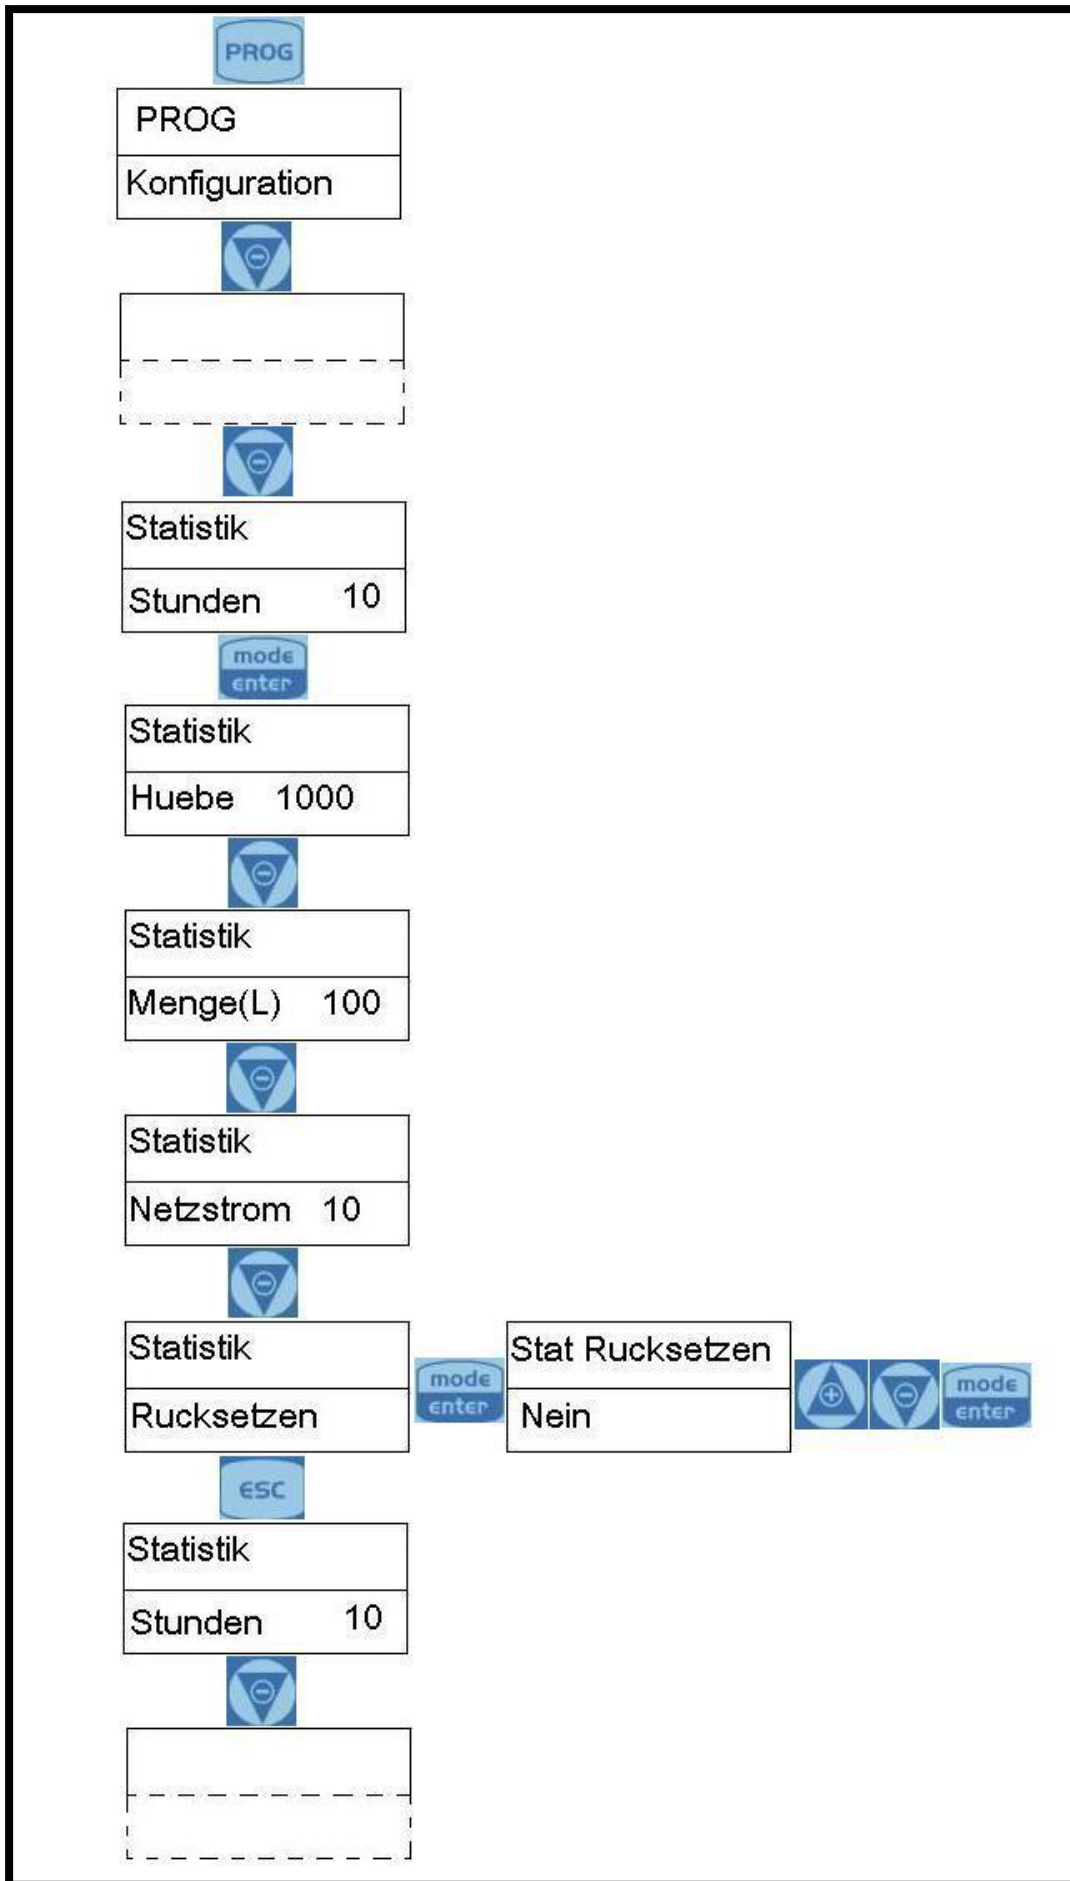 PROG
PROG
Konfiguration
Statistik
Stunden 10
mode
enter
Statistik
Huebe 1000
Statistik
Menge(L) 100
Statistik
Netzstrom 10
Statistik
Rucksetzen
mode
enter
Stat Rucksetzen
Nein
mode
enter
ESC
Statistik
Stunden 10